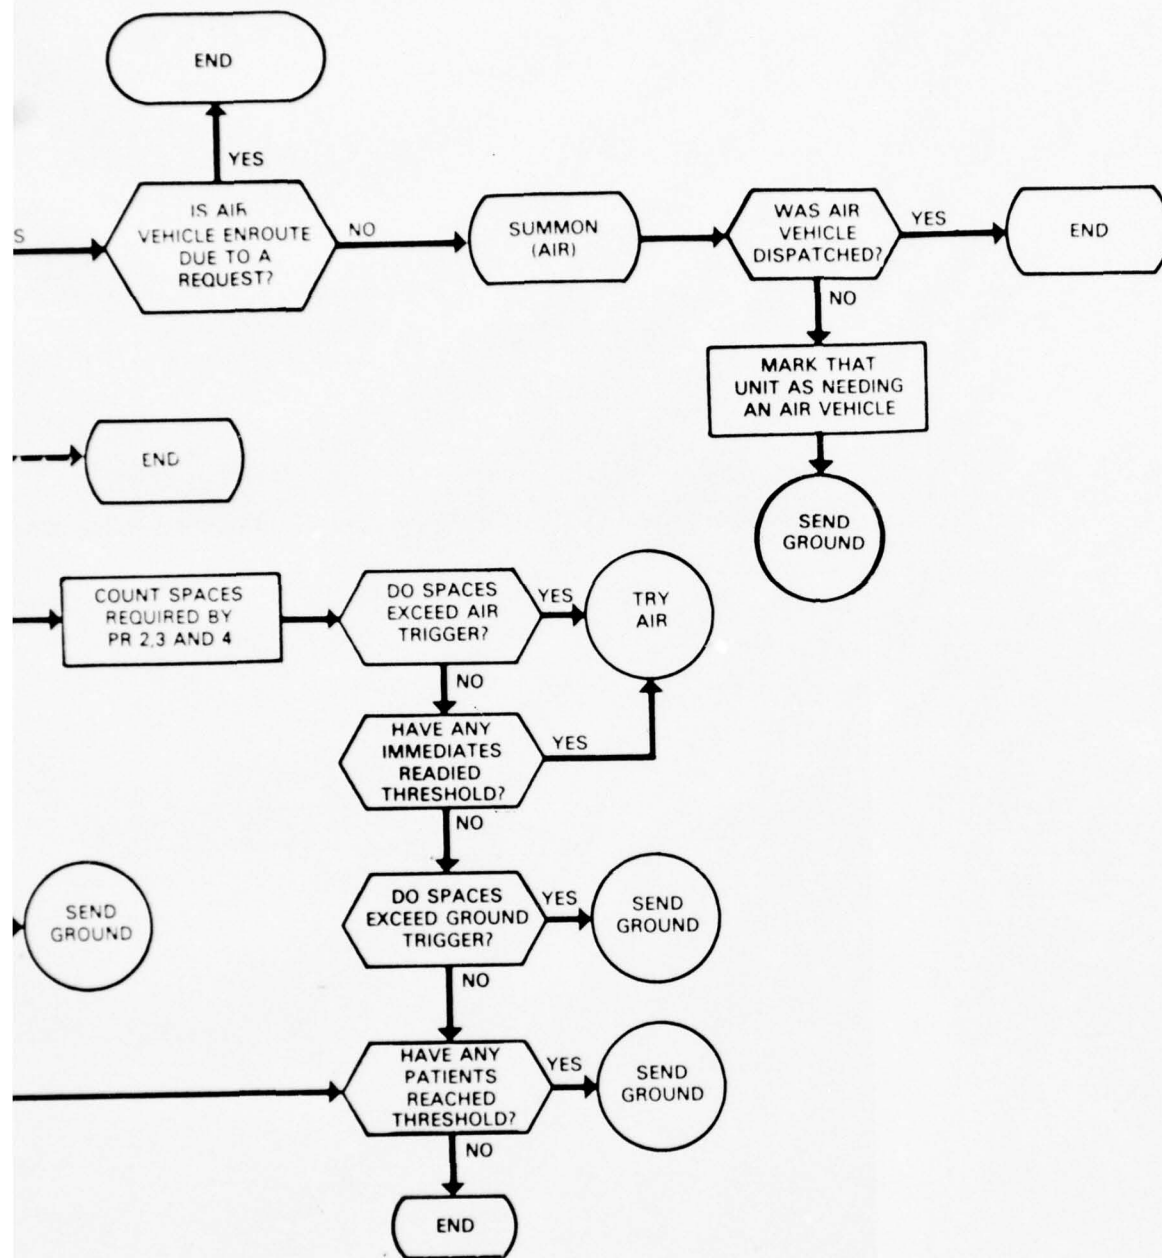 END
YES
IS AIR
VEHICLE ENROUTE
DUE TO A
REQUEST?
S
NO
SUMMON
(AIR)
WAS AIR
VEHICLE
DISPATCHED?
YES
END
NO
MARK THAT
UNIT AS NEEDING
AN AIR VEHICLE
END
SEND
GROUND
COUNT SPACES
REQUIRED BY
PR 2,3 AND 4
DO SPACES
EXCEED AIR
TRIGGER?
YES
TRY
AIR
NO
HAVE ANY
IMMEDIATES
READIED
THRESHOLD?
YES
NO
SEND
GROUND
DO SPACES
EXCEED GROUND
TRIGGER?
YES
SEND
GROUND
NO
HAVE ANY
PATIENTS
REACHED
THRESHOLD?
YES
SEND
GROUND
NO
END